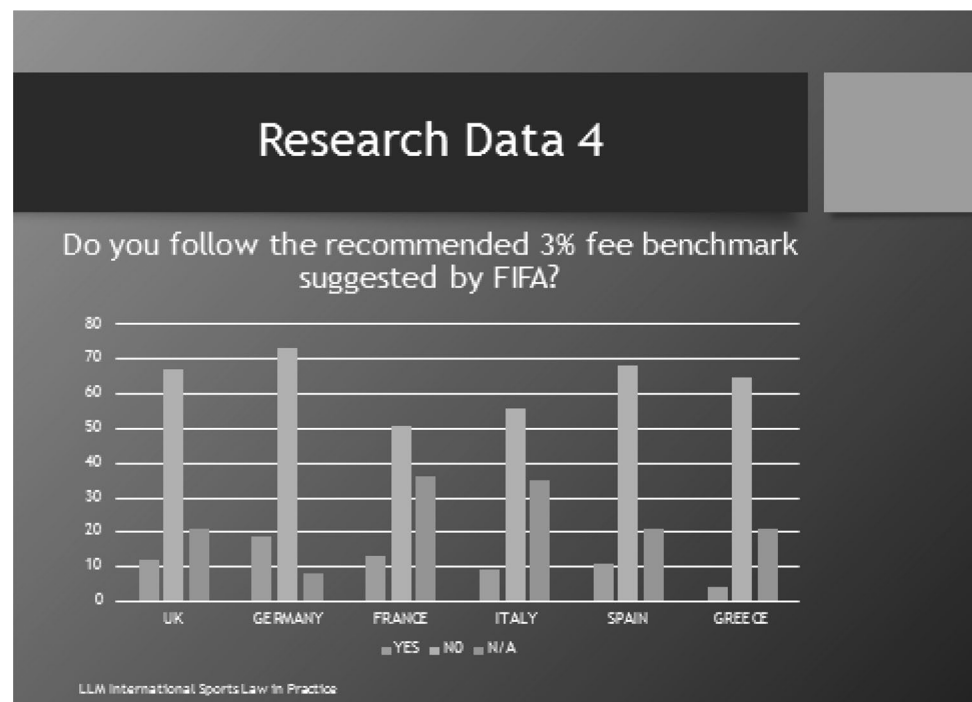 Research Data 4
Do you follow the recommended 3% fee benchmark
suggested by FIFA?
80
70
60
50
40
30
20
10
0
UK GERMANY FRANCE ITALY SPAIN GREECE
YES NO N/A
LLM International Sports Law in Practice